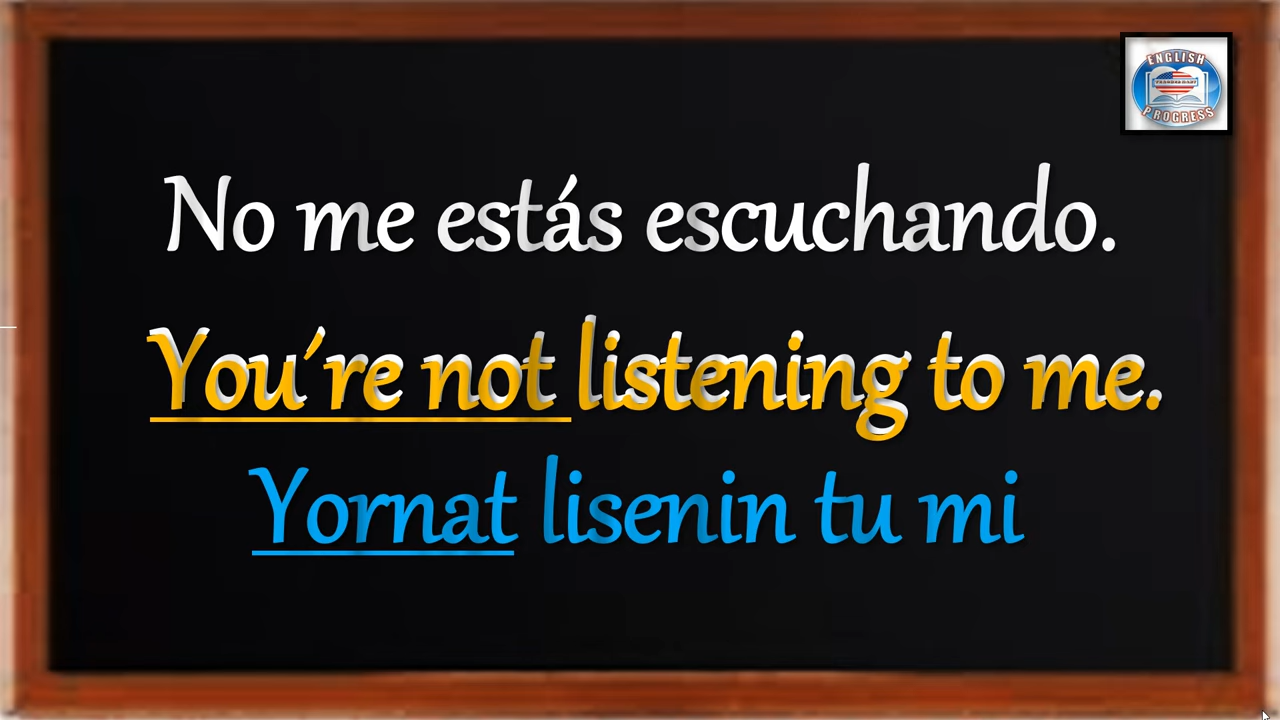 ENGLISH
PROGRESS
No me estás escuchando.
You're not listening to me.
Yornat lisenin tu mi